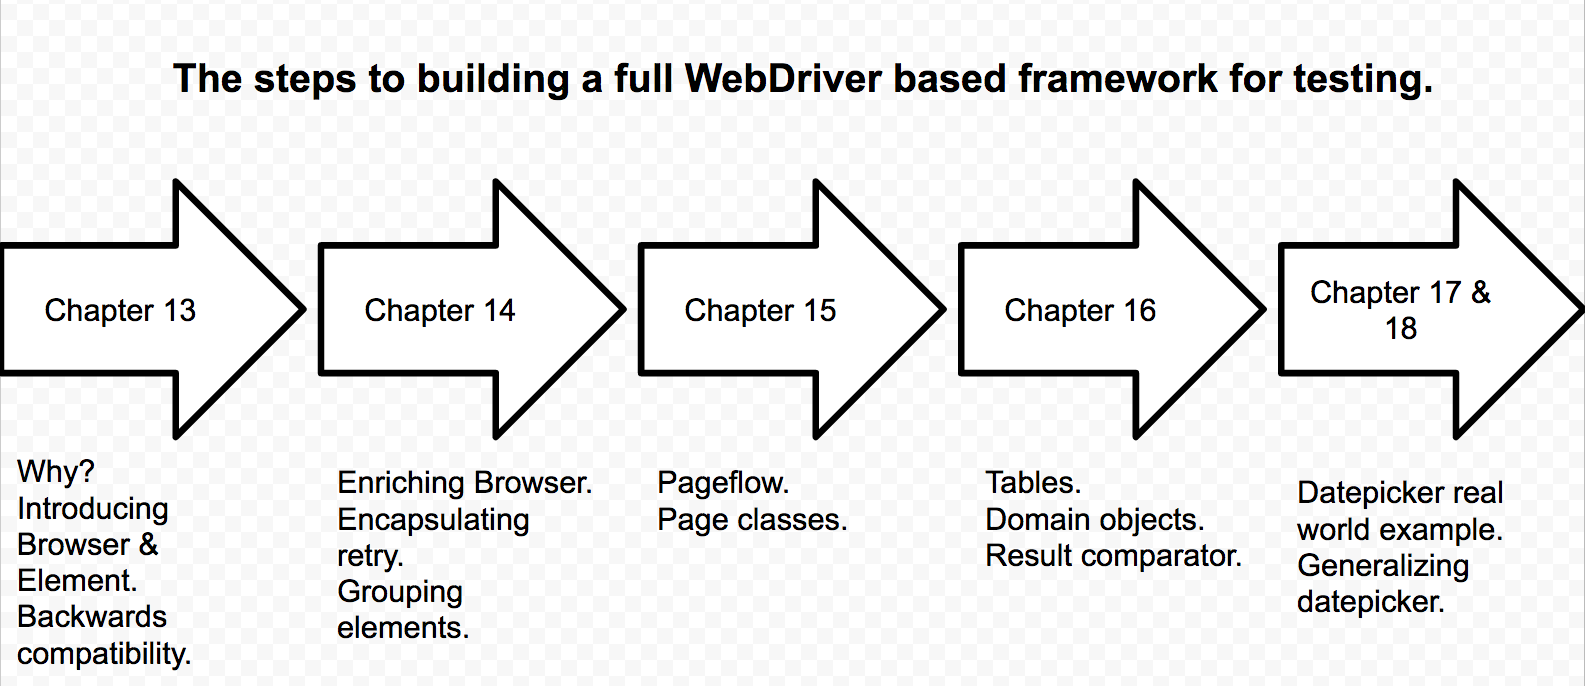 The steps to building a full WebDriver based framework for testing.
Chapter 13
Chapter 14
Chapter 15
Chapter 16
Chapter 17 &
18
Why?
Introducing
Browser &
Element.
Backwards
compatibility.
Enriching Browser.
Encapsulating
retry.
Grouping
elements.
Pageflow.
Page classes.
Tables.
Domain objects.
Result comparator.
Datepicker real
world example.
Generalizing
datepicker.